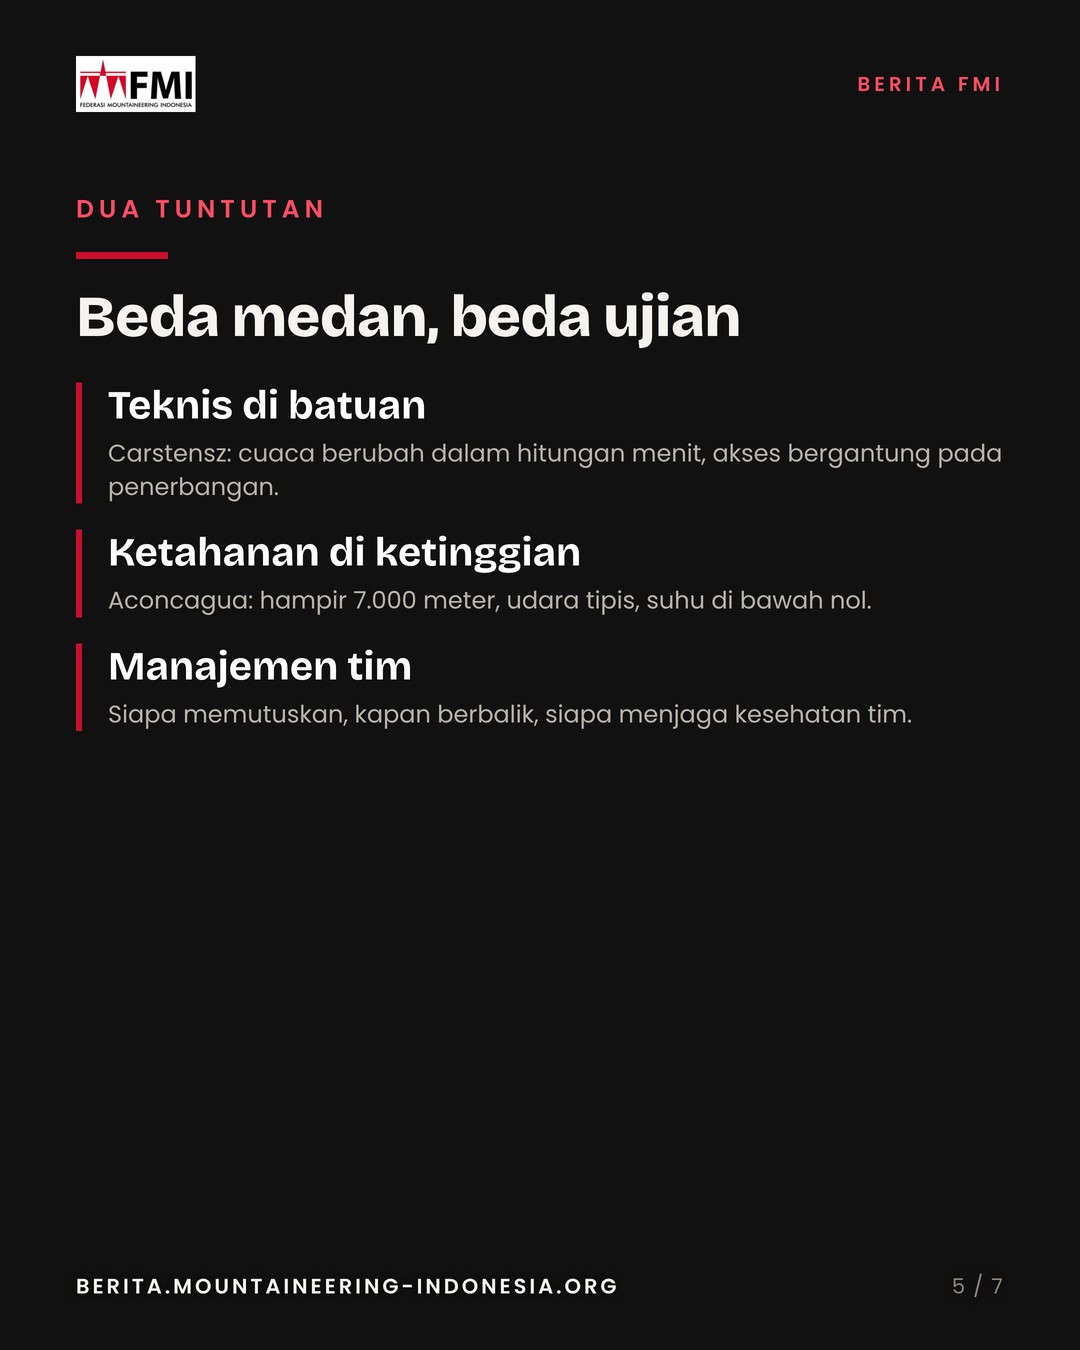 FMI
FEDERASI MOUNTAINEERING INDONESIA
BERITA FMI
DUA TUNTUTAN
Beda medan, beda ujian
Teknis di batuan
Carstensz: cuaca berubah dalam hitungan menit, akses bergantung pada
penerbangan.
Ketahanan di ketinggian
Aconcagua: hampir 7.000 meter, udara tipis, suhu di bawah nol.
Manajemen tim
Siapa memutuskan, kapan berbalik, siapa menjaga kesehatan tim.
BERITA.MOUNTAINEERING-INDONESIA.ORG
5 / 7